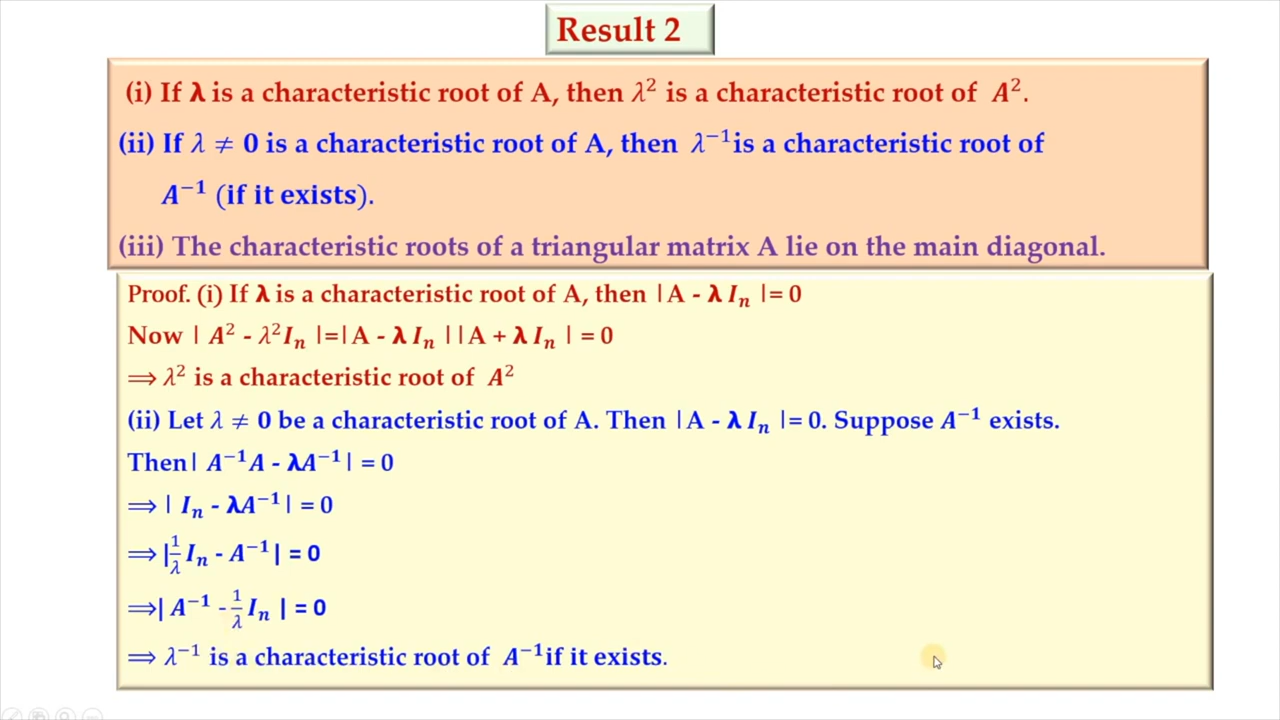 Result 2
(i) If λ is a characteristic root of A, then λ² is a characteristic root of A².
(ii) If λ ≠ 0 is a characteristic root of A, then λ⁻¹is a characteristic root of
A⁻¹ (if it exists).
(iii) The characteristic roots of a triangular matrix A lie on the main diagonal.
Proof. (i) If λ is a characteristic root of A, then |A - λ Iₙ |= 0
Now | A² - λ²Iₙ |=|A - λ Iₙ ||A + λ Iₙ | = 0
⟹ λ² is a characteristic root of A²
(ii) Let λ ≠ 0 be a characteristic root of A. Then |A - λ Iₙ |= 0. Suppose A⁻¹ exists.
Then| A⁻¹A - λA⁻¹| = 0
⟹ | Iₙ - λA⁻¹| = 0
⟹ |1/λ Iₙ - A⁻¹| = 0
⟹| A⁻¹ - 1/λ Iₙ | = 0
⟹ λ⁻¹ is a characteristic root of A⁻¹if it exists.